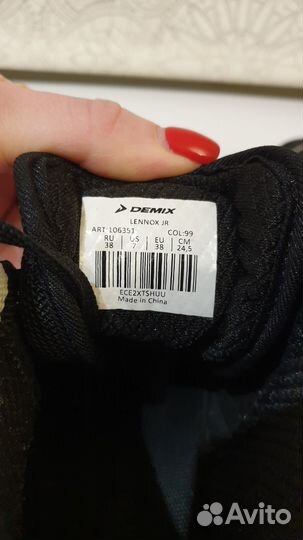 DEMIX
LENNOX JR
ART: 106351 COL:99
RU US EU CM
38 7 38 24,5
ECE2XTSHUU
Made in China
Avito